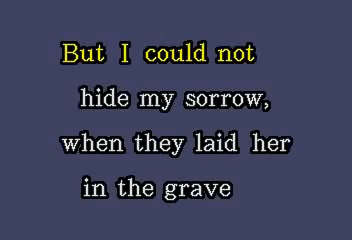 But I could not
hide my sorrow,
when they laid her
in the grave